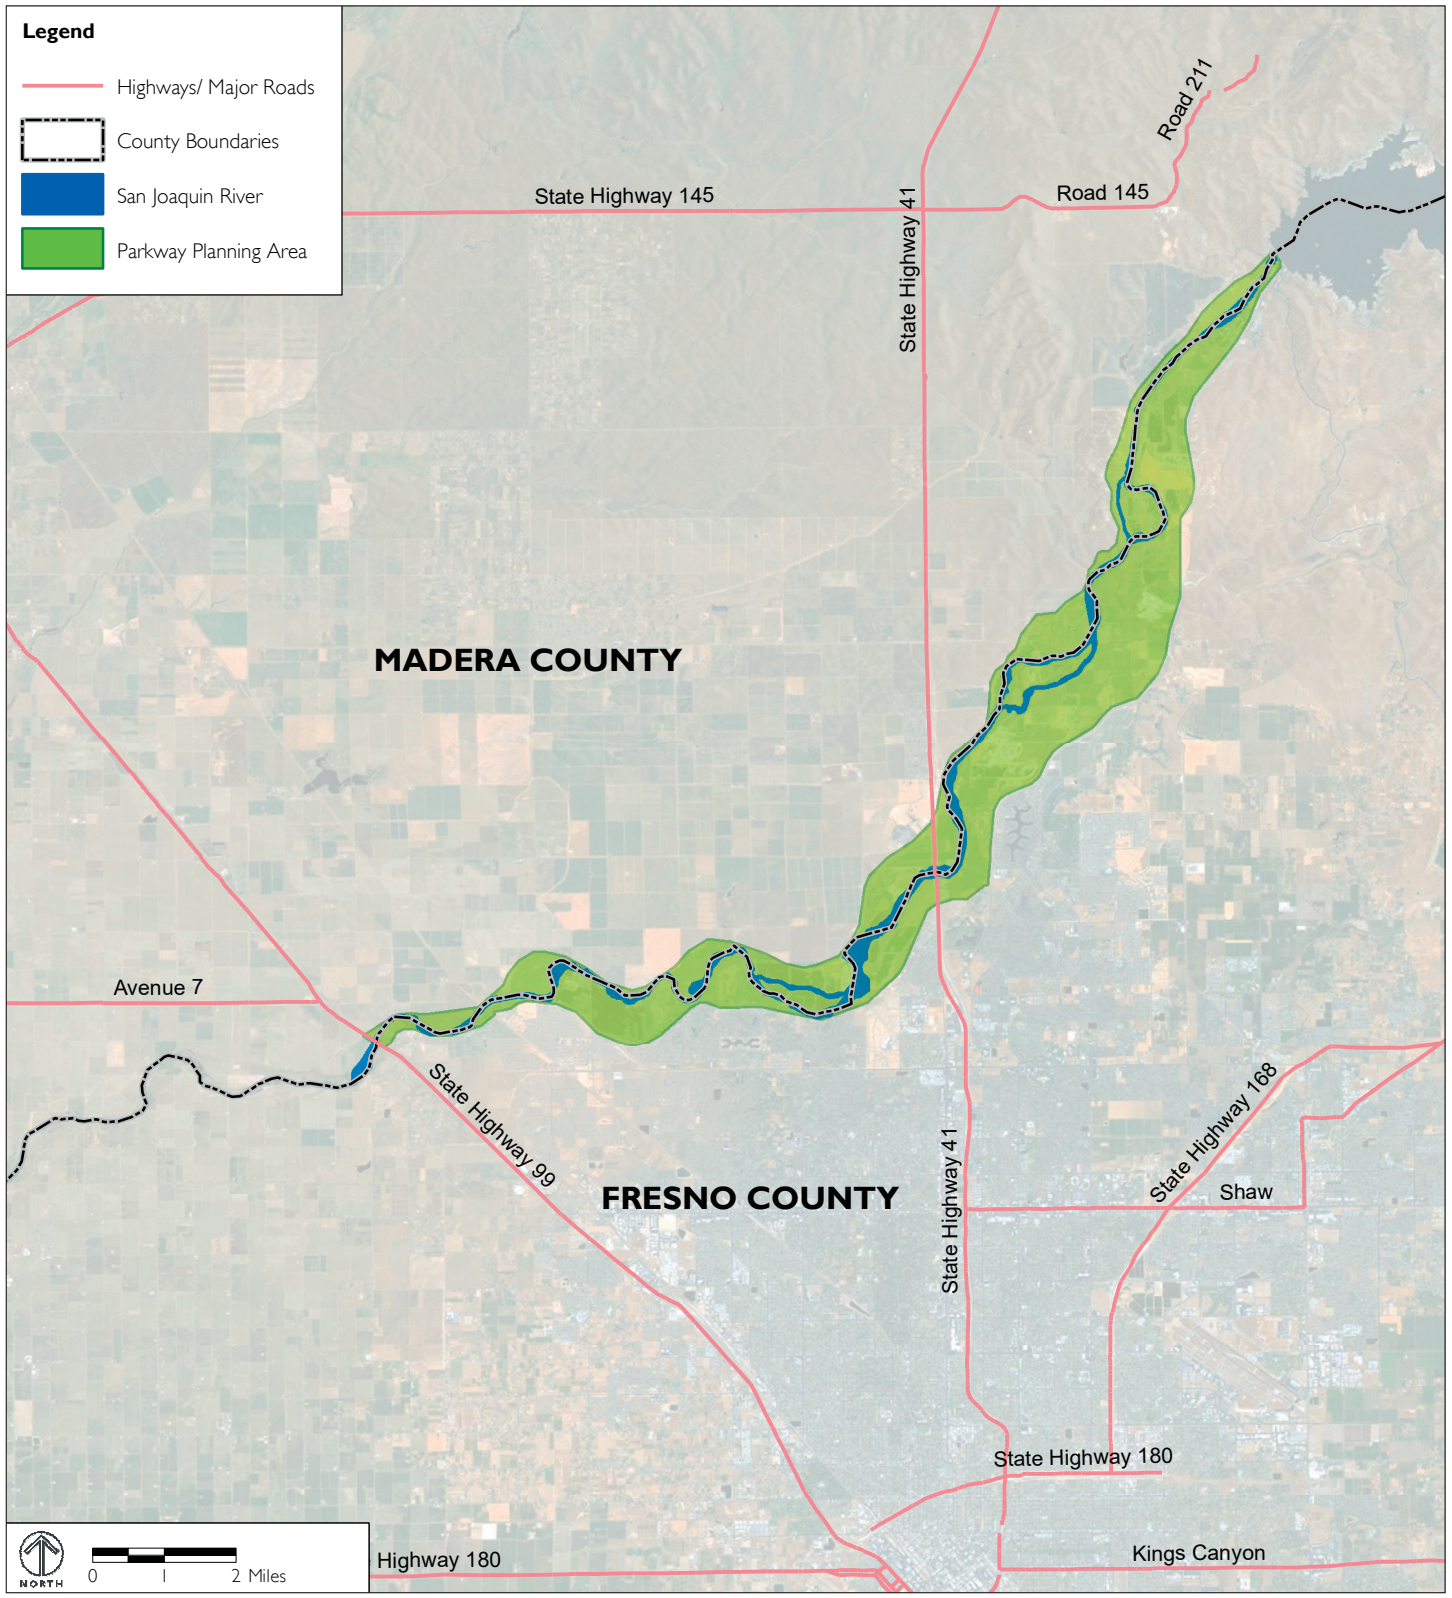 Legend
Highways/ Major Roads
County Boundaries
San Joaquin River
Parkway Planning Area
Road 211
State Highway 145
Road 145
State Highway 41
MADERA COUNTY
Avenue 7
State Highway 99
State Highway 168
State Highway 41
FRESNO COUNTY
Shaw
State Highway 180
Highway 180
Kings Canyon
NORTH
0 1 2 Miles